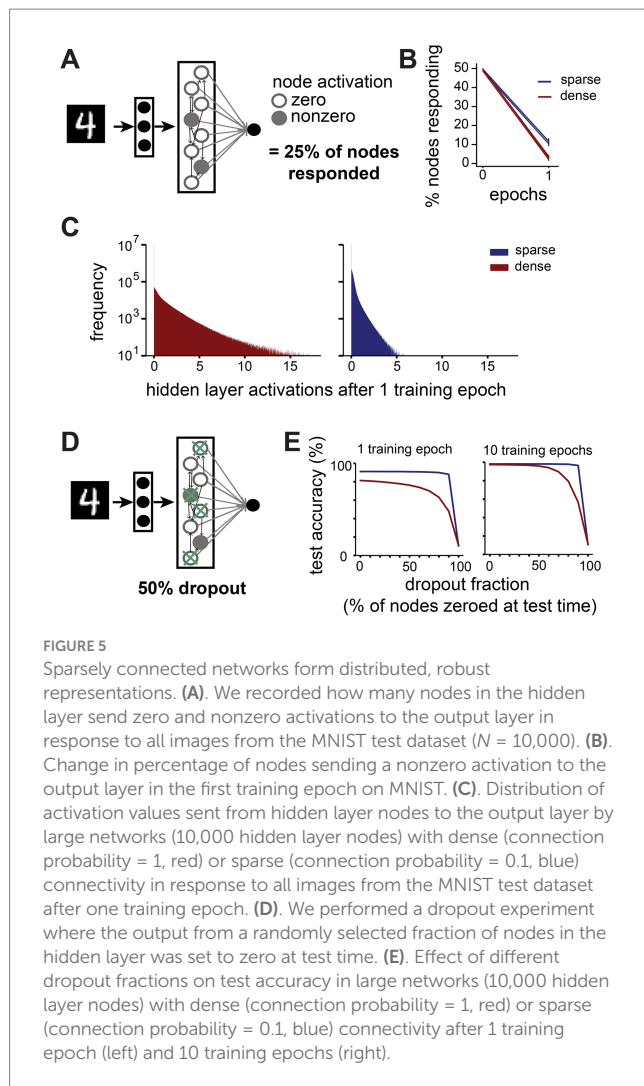 A
node activation
zero
nonzero
= 25% of nodes
responded
4
B
% nodes responding
50
40
30
20
10
0
0
1
epochs
sparse
dense
C
frequency
10^7
10^5
10^3
10^1
0
5
10
15
0
5
10
15
sparse
dense
hidden layer activations after 1 training epoch
D
4
50% dropout
E
test accuracy (%)
1 training epoch
10 training epochs
100
0
0
50
100
100
0
0
50
100
dropout fraction
(% of nodes zeroed at test time)
FIGURE 5
Sparsely connected networks form distributed, robust
representations. (A). We recorded how many nodes in the hidden
layer send zero and nonzero activations to the output layer in
response to all images from the MNIST test dataset (N = 10,000). (B).
Change in percentage of nodes sending a nonzero activation to the
output layer in the first training epoch on MNIST. (C). Distribution of
activation values sent from hidden layer nodes to the output layer by
large networks (10,000 hidden layer nodes) with dense (connection
probability = 1, red) or sparse (connection probability = 0.1, blue)
connectivity in response to all images from the MNIST test dataset
after one training epoch. (D). We performed a dropout experiment
where the output from a randomly selected fraction of nodes in the
hidden layer was set to zero at test time. (E). Effect of different
dropout fractions on test accuracy in large networks (10,000 hidden
layer nodes) with dense (connection probability = 1, red) or sparse
(connection probability = 0.1, blue) connectivity after 1 training
epoch (left) and 10 training epochs (right).